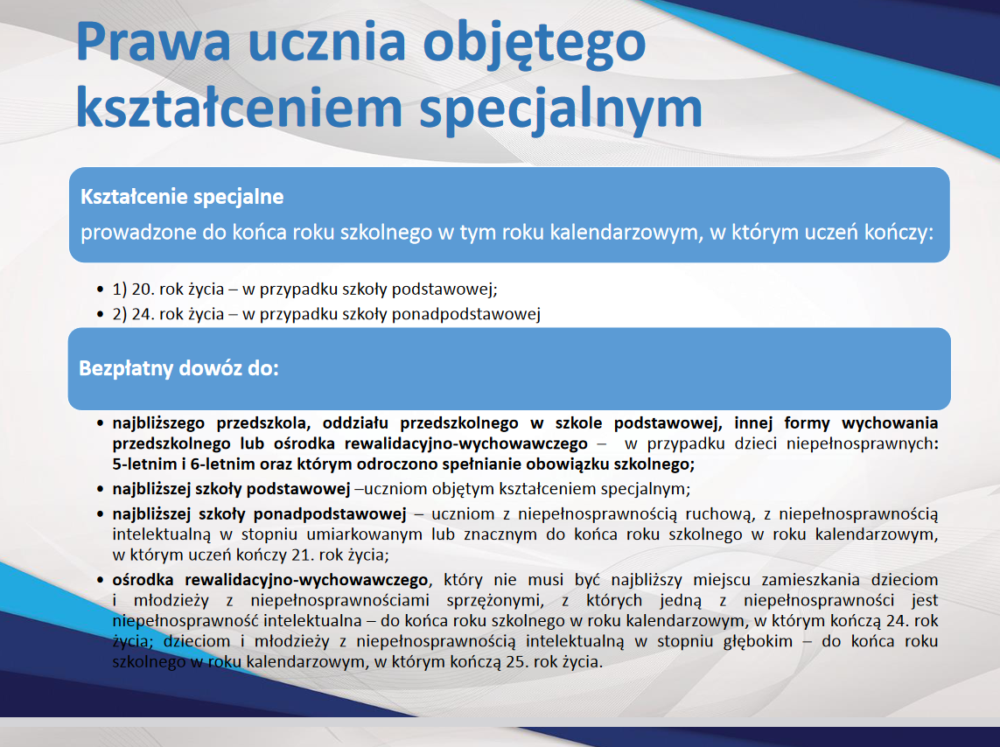 Prawa ucznia objętego
kształceniem specjalnym
Kształcenie specjalne
prowadzone do końca roku szkolnego w tym roku kalendarzowym, w którym uczeń kończy:
• 1) 20. rok życia – w przypadku szkoły podstawowej;
• 2) 24. rok życia – w przypadku szkoły ponadpodstawowej
Bezpłatny dowóz do:
• najbliższego przedszkola, oddziału przedszkolnego w szkole podstawowej, innej formy wychowania
przedszkolnego lub ośrodka rewalidacyjno-wychowawczego – w przypadku dzieci niepełnosprawnych:
5-letnim i 6-letnim oraz którym odroczono spełnianie obowiązku szkolnego;
• najbliższej szkoły podstawowej –uczniom objętym kształceniem specjalnym;
• najbliższej szkoły ponadpodstawowej – uczniom z niepełnosprawnością ruchową, z niepełnosprawnością
intelektualną w stopniu umiarkowanym lub znacznym do końca roku szkolnego w roku kalendarzowym,
w którym uczeń kończy 21. rok życia;
• ośrodka rewalidacyjno-wychowawczego, który nie musi być najbliższy miejscu zamieszkania dzieciom
i młodzieży z niepełnosprawnościami sprzężonymi, z których jedną z niepełnosprawności jest
niepełnosprawność intelektualna – do końca roku szkolnego w roku kalendarzowym, w którym kończą 24. rok
życia; dzieciom i młodzieży z niepełnosprawnością intelektualną w stopniu głębokim – do końca roku
szkolnego w roku kalendarzowym, w którym kończą 25. rok życia.